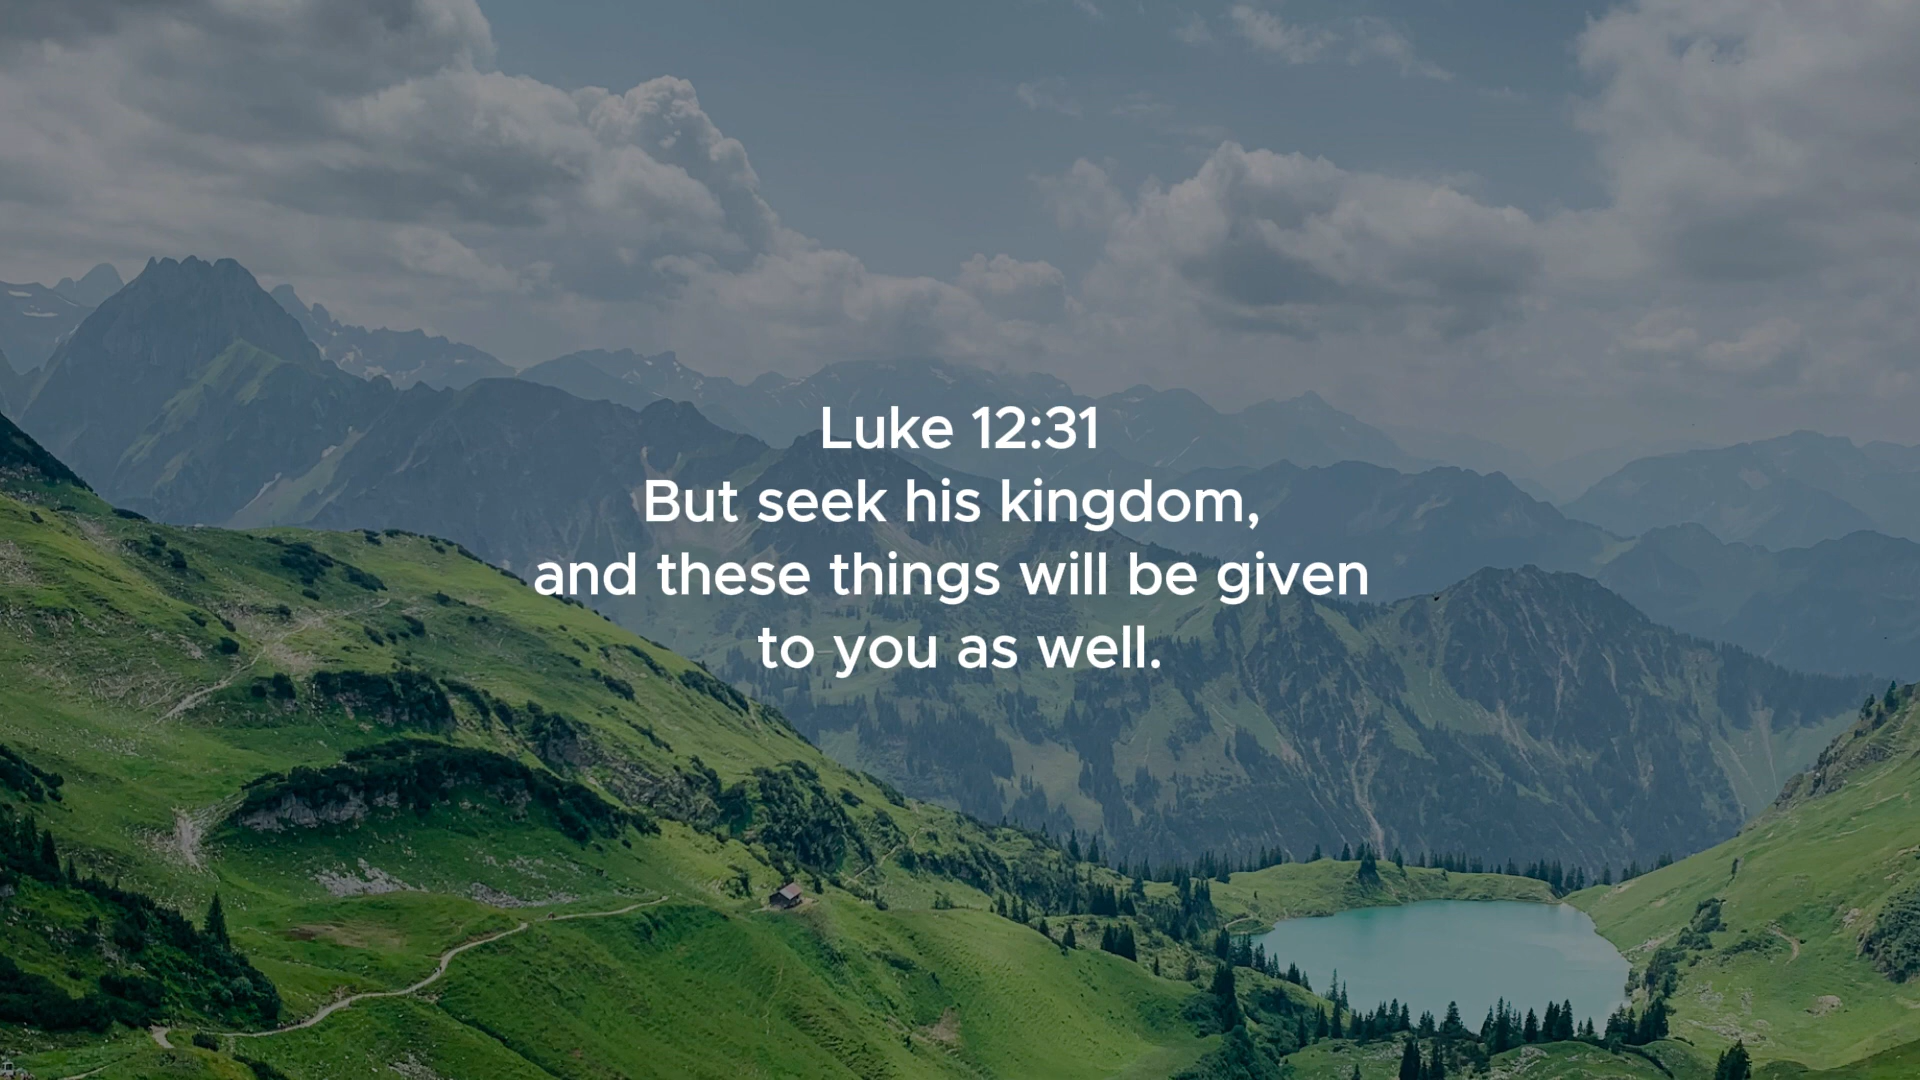 Luke 12:31
But seek his kingdom,
and these things will be given
to you as well.